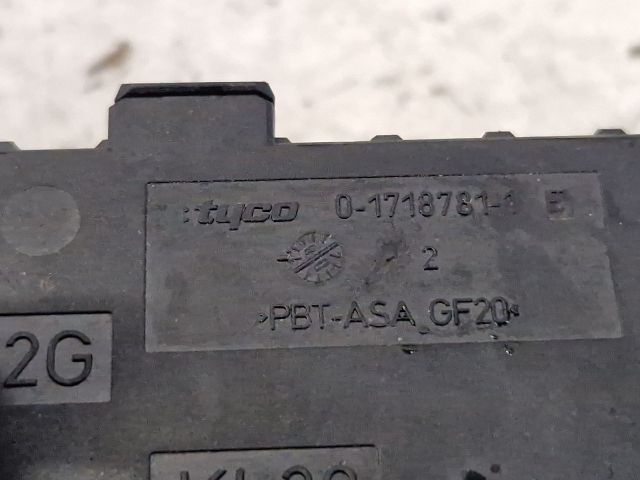 tyco 0-1718781-1 E
2
>PBT-ASA GF20<
2G